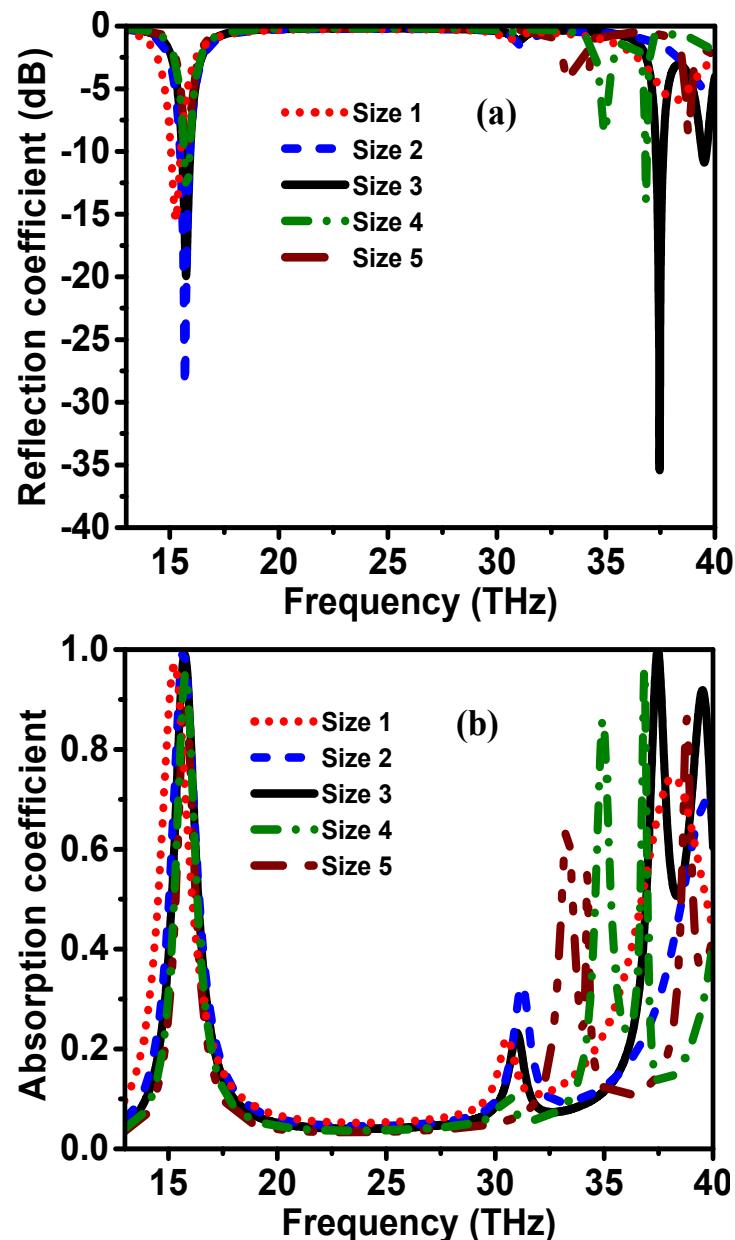 Reflection coefficient (dB)
0
-5
-10
-15
-20
-25
-30
-35
-40
(a)
Size 1
Size 2
Size 3
Size 4
Size 5
15 20 25 30 35 40
Frequency (THz)
Absorption coefficient
1.0
0.8
0.6
0.4
0.2
0.0
(b)
Size 1
Size 2
Size 3
Size 4
Size 5
15 20 25 30 35 40
Frequency (THz)